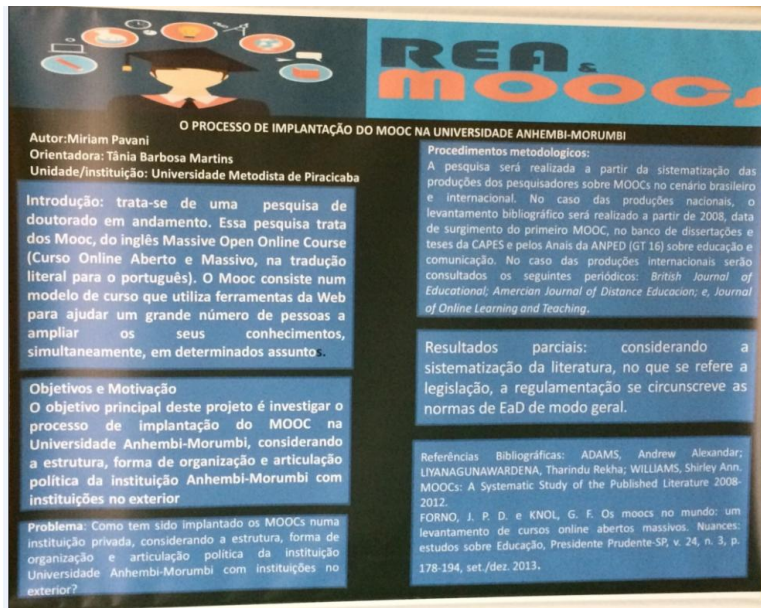 REA &
MOOCs
O PROCESSO DE IMPLANTAÇÃO DO MOOC NA UNIVERSIDADE ANHEMBI-MORUMBI
Autor:Miriam Pavani
Orientadora: Tânia Barbosa Martins
Unidade/instituição: Universidade Metodista de Piracicaba
Introdução: trata-se de uma pesquisa de
doutorado em andamento. Essa pesquisa trata
dos Mooc, do inglês Massive Open Online Course
(Curso Online Aberto e Massivo, na tradução
literal para o português). O Mooc consiste num
modelo de curso que utiliza ferramentas da Web
para ajudar um grande número de pessoas a
ampliar os seus conhecimentos,
simultaneamente, em determinados assuntos.
Objetivos e Motivação
O objetivo principal deste projeto é investigar o
processo de implantação do MOOC na
Universidade Anhembi-Morumbi, considerando
a estrutura, forma de organização e articulação
política da instituição Anhembi-Morumbi com
instituições no exterior
Problema: Como tem sido implantado os MOOCs numa
instituição privada, considerando a estrutura, forma de
organização e articulação política da instituição
Universidade Anhembi-Morumbi com instituições no
exterior?
Procedimentos metodologicos:
A pesquisa será realizada a partir da sistematização das
produções dos pesquisadores sobre MOOCs no cenário brasileiro
e internacional. No caso das produções nacionais, o
levantamento bibliográfico será realizado a partir de 2008, data
de surgimento do primeiro MOOC, no banco de dissertações e
teses da CAPES e pelos Anais da ANPED (GT 16) sobre educação e
comunicação. No caso das produções internacionais serão
consultados os seguintes periódicos: British Journal of
Educational; Amercian Journal of Distance Educacion; e, Journal
of Online Learning and Teaching.
Resultados parciais: considerando a
sistematização da literatura, no que se refere a
legislação, a regulamentação se circunscreve as
normas de EaD de modo geral.
Referências Bibliográficas: ADAMS, Andrew Alexandar;
LIYANAGUNAWARDENA, Tharindu Rekha; WILLIAMS, Shirley Ann.
MOOCs: A Systematic Study of the Published Literature 2008-
2012.
FORNO, J. P. D. e KNOL, G. F. Os moocs no mundo: um
levantamento de cursos online abertos massivos. Nuances:
estudos sobre Educação, Presidente Prudente-SP, v. 24, n. 3, p.
178-194, set./dez. 2013.